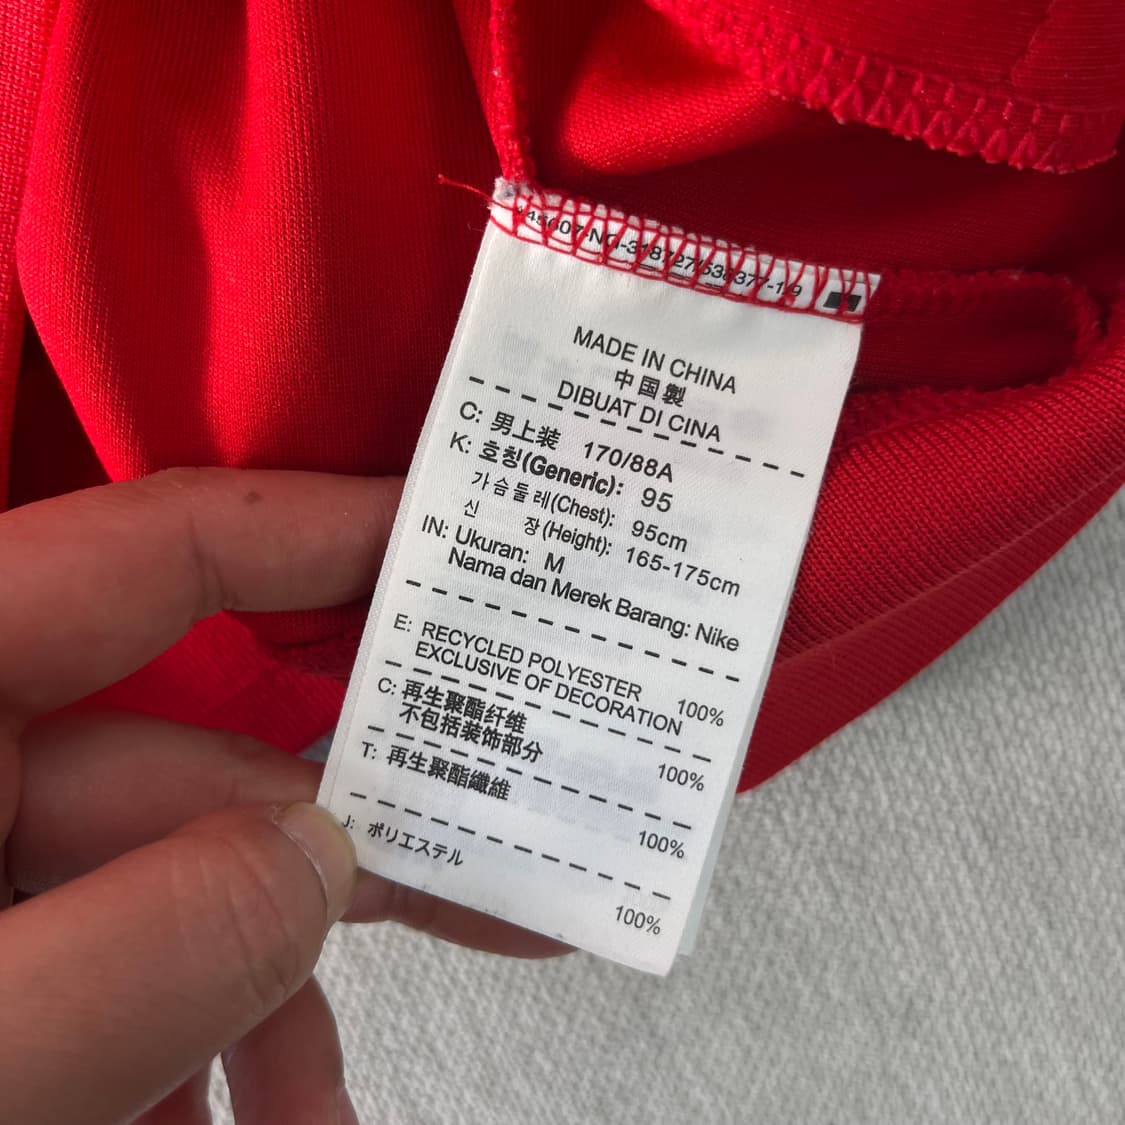 MADE IN CHINA
中国製
DIBUAT DI CINA
C: 男上装 170/88A
K: 호칭(Generic): 95
가슴둘레(Chest): 95cm
신 장(Height): 165-175cm
IN: Ukuran: M
Nama dan Merek Barang: Nike
E: RECYCLED POLYESTER 100%
EXCLUSIVE OF DECORATION
C: 再生聚酯纤维 100%
不包括装饰部分
T: 再生聚酯纖維 100%
J: ポリエステル 100%